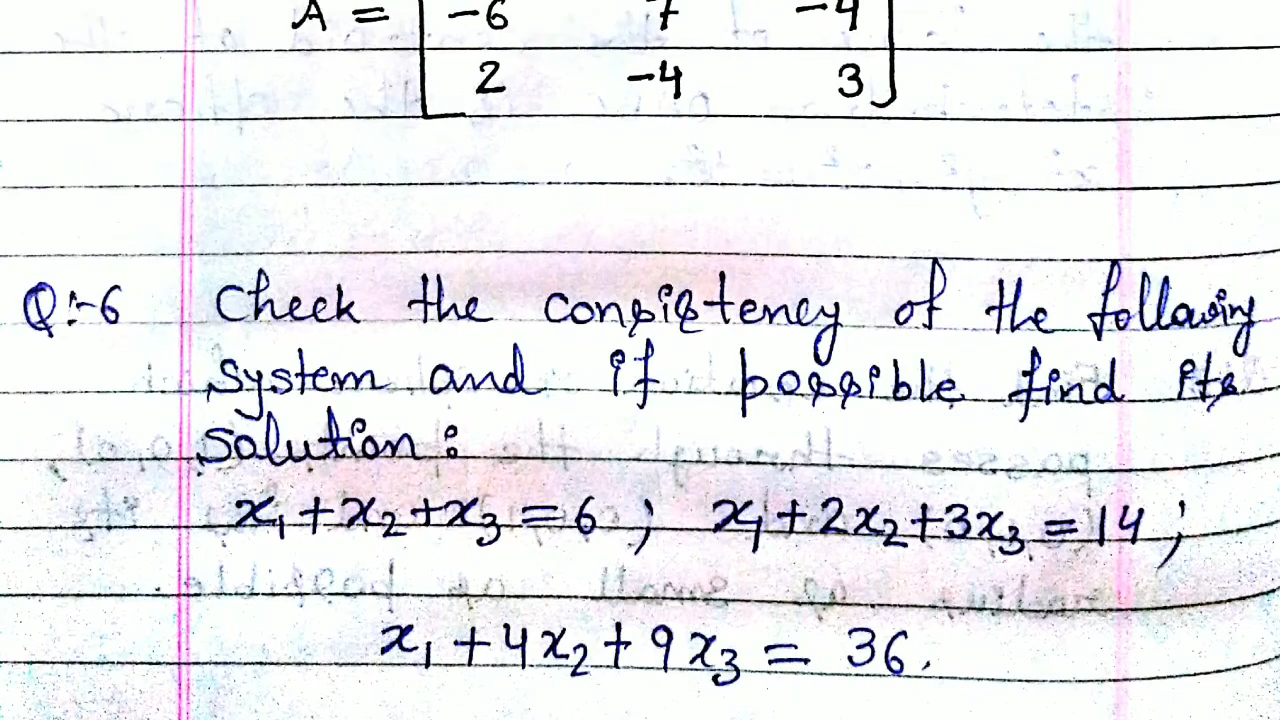 A = [ -6 7 -4
2 -4 3 ]
Q:-6 Check the consistency of the following
system and if possible find its
solution :
x₁ + x₂ + x₃ = 6 ; x₁ + 2x₂ + 3x₃ = 14 ;
x₁ + 4x₂ + 9x₃ = 36.